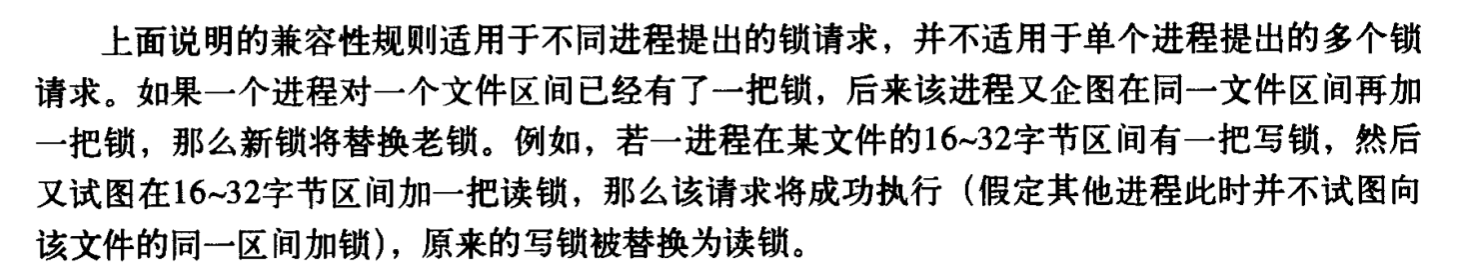 上面说明的兼容性规则适用于不同进程提出的锁请求，并不适用于单个进程提出的多个锁
请求。如果一个进程对一个文件区间已经有了一把锁，后来该进程又企图在同一文件区间再加
一把锁，那么新锁将替换老锁。例如，若一进程在某文件的16~32字节区间有一把写锁，然后
又试图在16~32字节区间加一把读锁，那么该请求将成功执行（假定其他进程此时并不试图向
该文件的同一区间加锁），原来的写锁被替换为读锁。